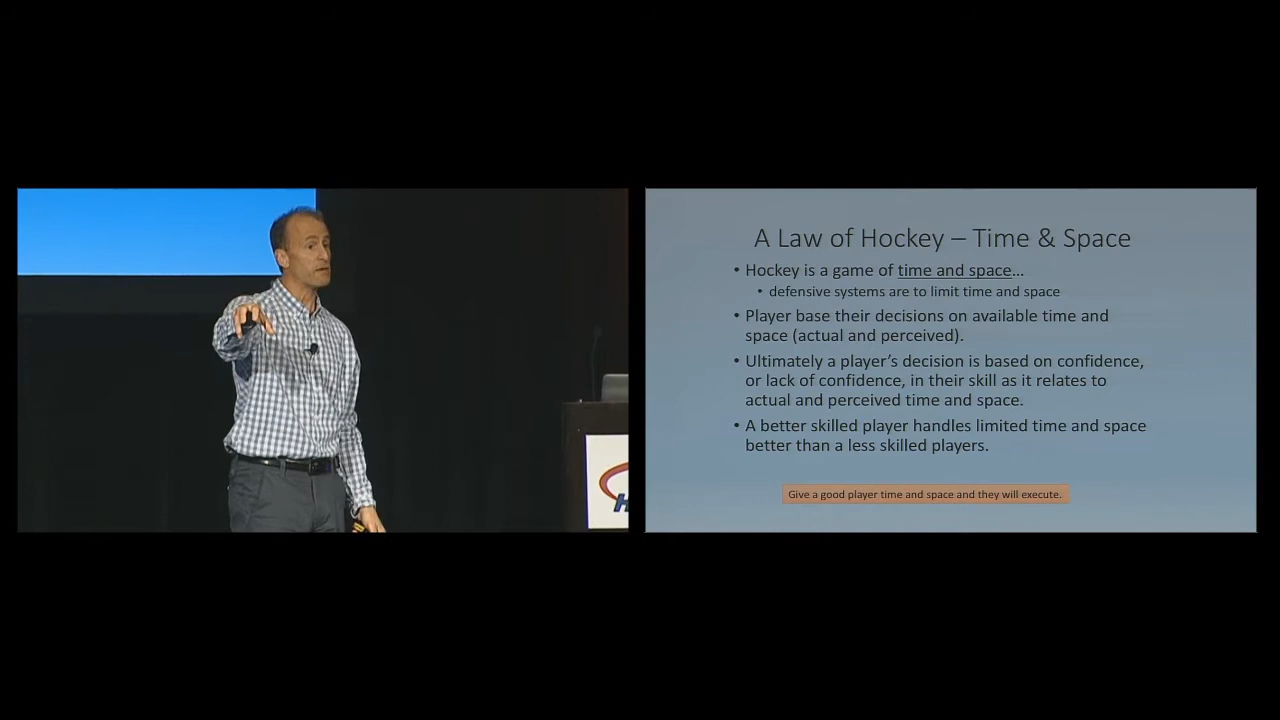 A Law of Hockey – Time & Space
• Hockey is a game of time and space…
• defensive systems are to limit time and space
• Player base their decisions on available time and
space (actual and perceived).
• Ultimately a player’s decision is based on confidence,
or lack of confidence, in their skill as it relates to
actual and perceived time and space.
• A better skilled player handles limited time and space
better than a less skilled players.
Give a good player time and space and they will execute.